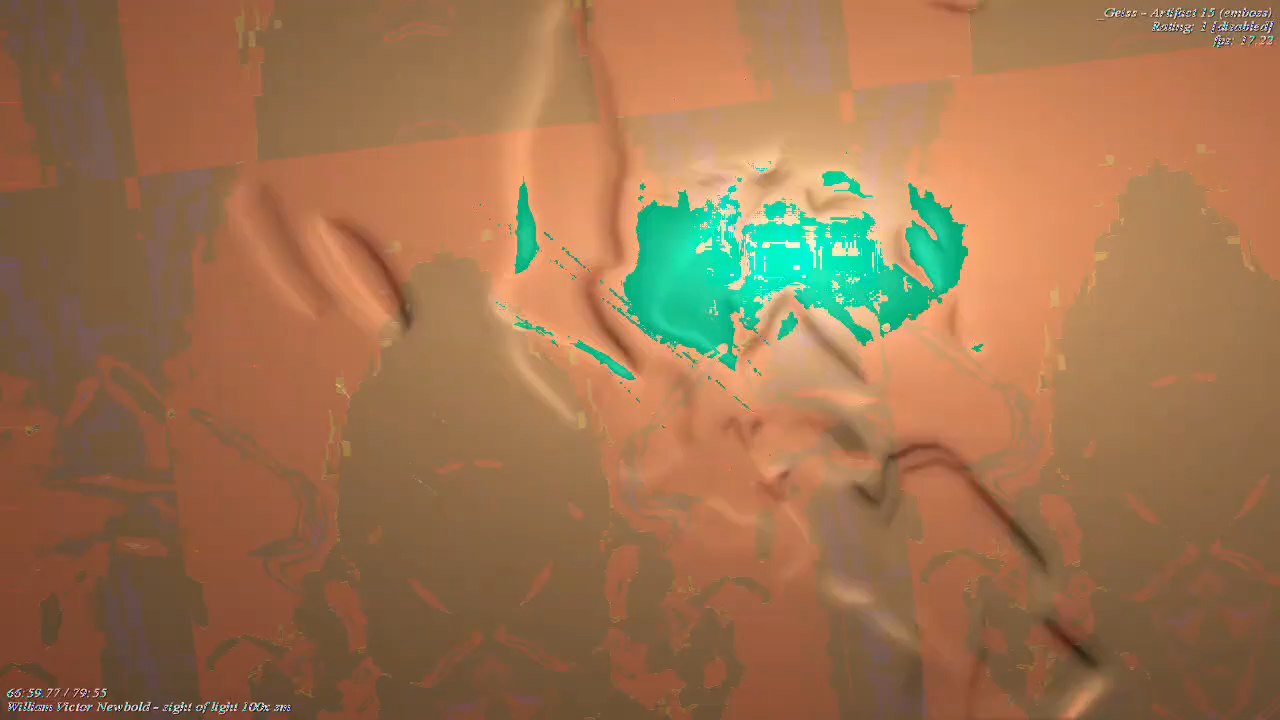 _Geiss - Artifact 15 (emboss)
Rating: 1 [disabled]
fps: 17.22
66:59.77 / 79:55
William Victor Newbold - sight of light 100x sm